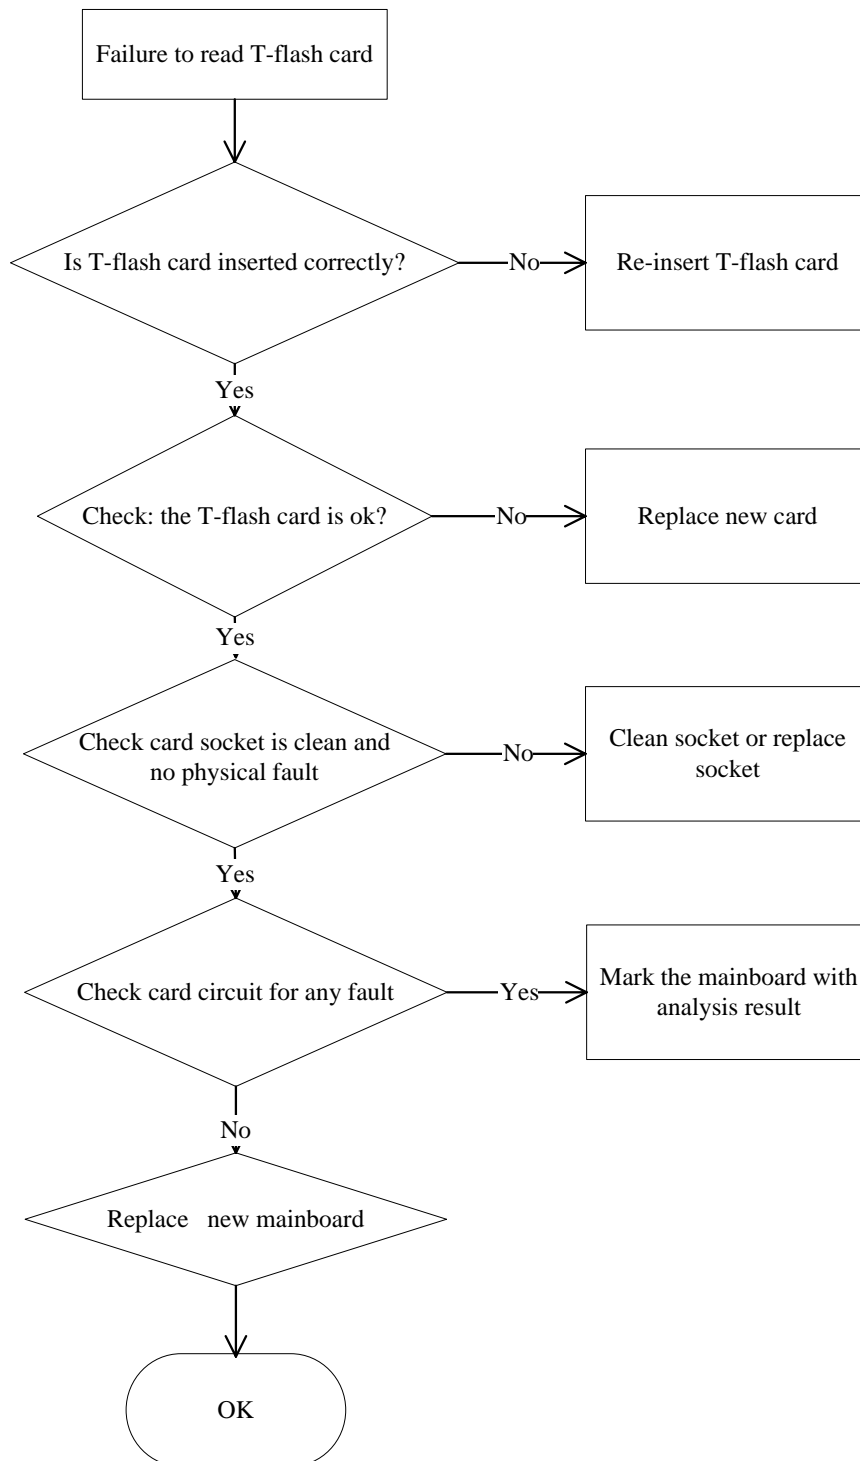 Failure to read T-flash card
Is T-flash card inserted correctly?
No
Re-insert T-flash card
Yes
Check: the T-flash card is ok?
No
Replace new card
Yes
Check card socket is clean and
no physical fault
No
Clean socket or replace
socket
Yes
Check card circuit for any fault
Yes
Mark the mainboard with
analysis result
No
Replace   new mainboard
OK